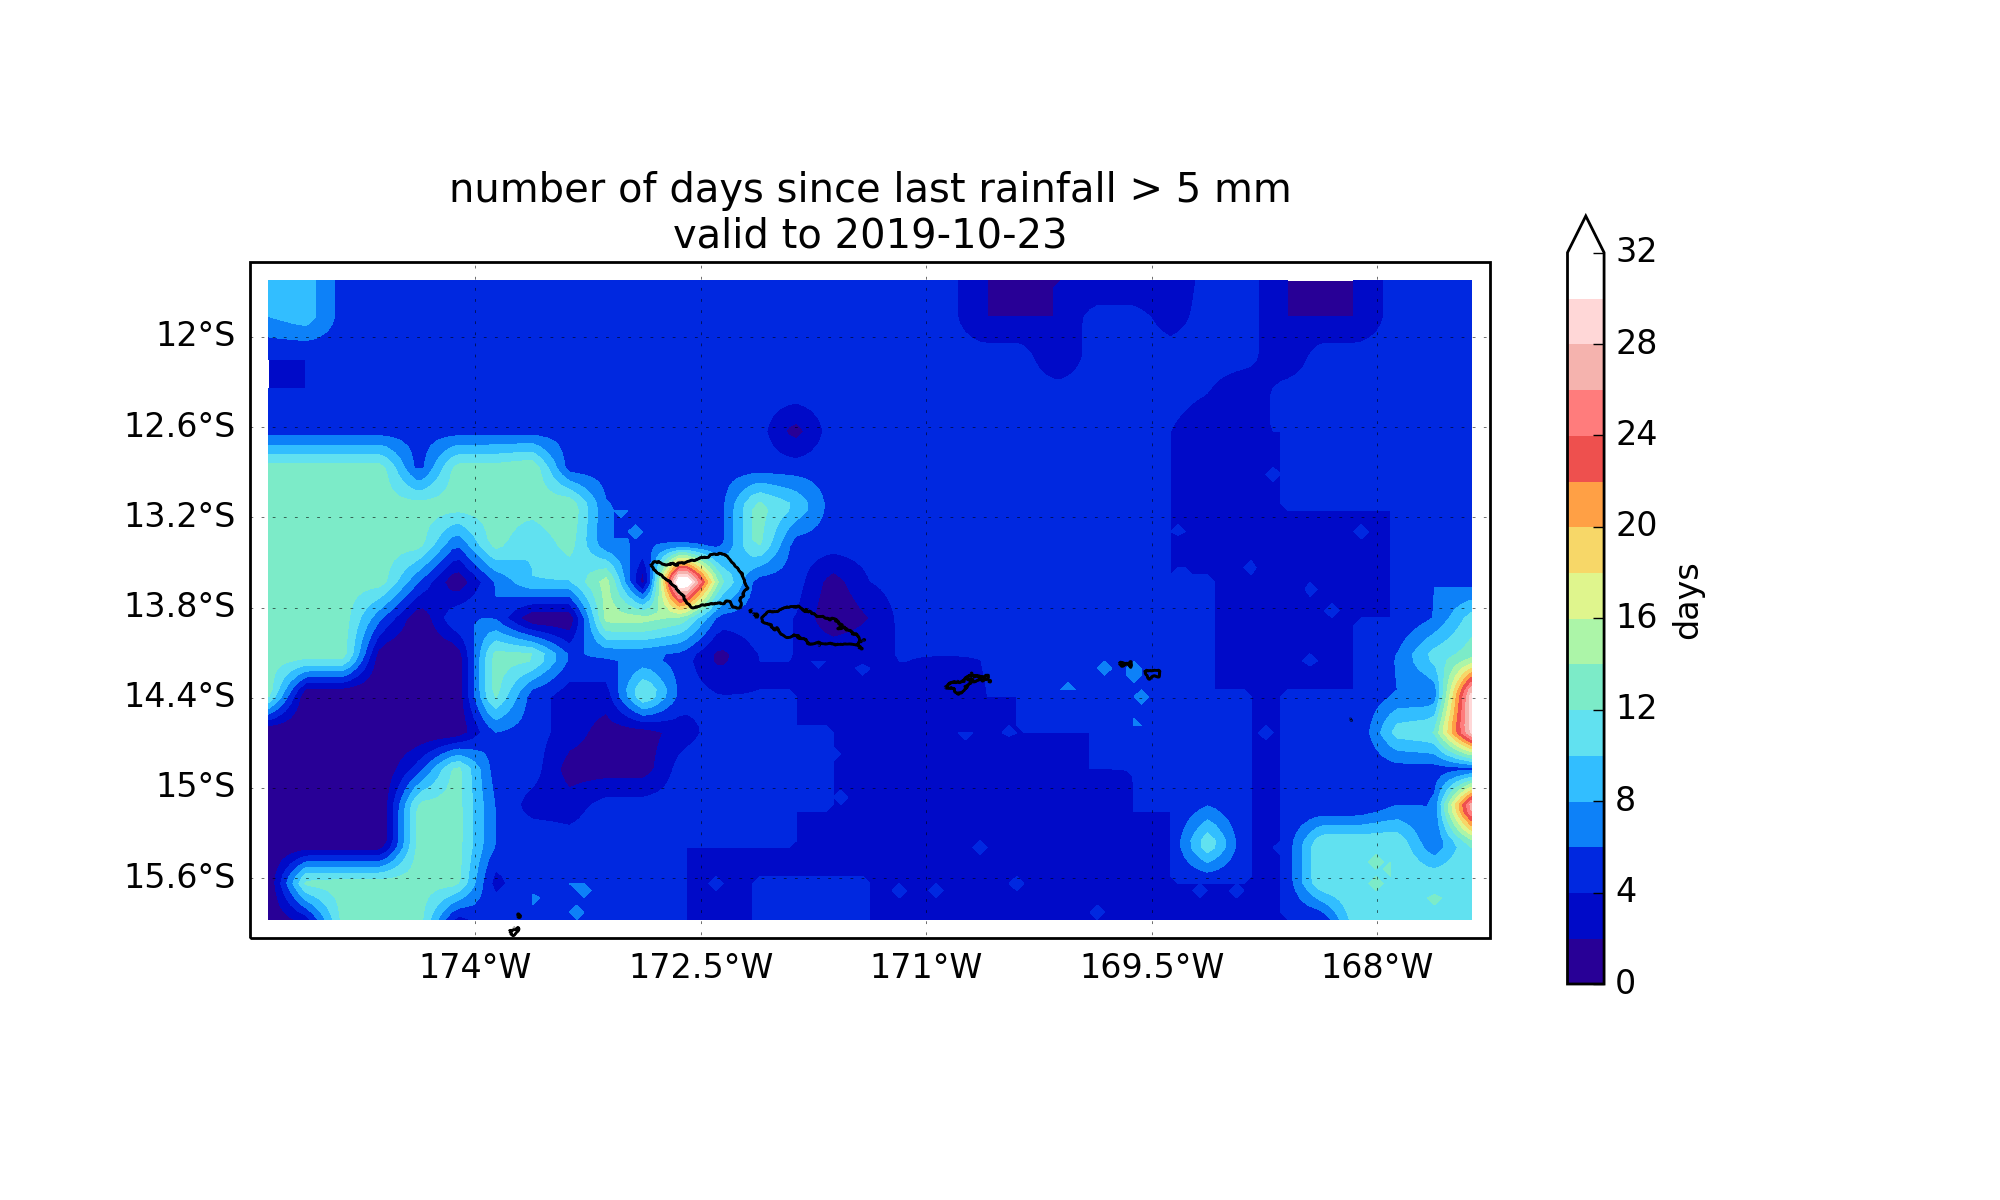 number of days since last rainfall > 5 mm
valid to 2019-10-23
12°S
12.6°S
13.2°S
13.8°S
14.4°S
15°S
15.6°S
174°W 172.5°W 171°W 169.5°W 168°W
32
28
24
20
16
12
8
4
0
days